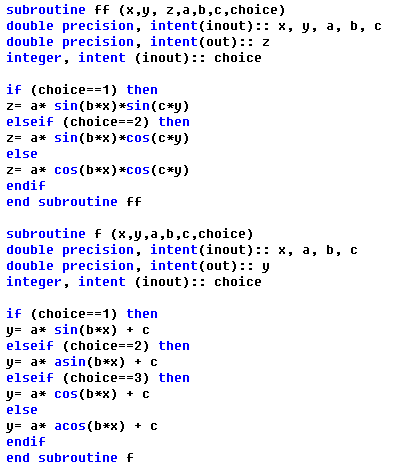 subroutine ff (x,y, z,a,b,c,choice)
double precision, intent(inout):: x, y, a, b, c
double precision, intent(out):: z
integer, intent (inout):: choice
if (choice==1) then
z= a* sin(b*x)*sin(c*y)
elseif (choice==2) then
z= a* sin(b*x)*cos(c*y)
else
z= a* cos(b*x)*cos(c*y)
endif
end subroutine ff
subroutine f (x,y,a,b,c,choice)
double precision, intent(inout):: x, a, b, c
double precision, intent(out):: y
integer, intent (inout):: choice
if (choice==1) then
y= a* sin(b*x) + c
elseif (choice==2) then
y= a* asin(b*x) + c
elseif (choice==3) then
y= a* cos(b*x) + c
else
y= a* acos(b*x) + c
endif
end subroutine f